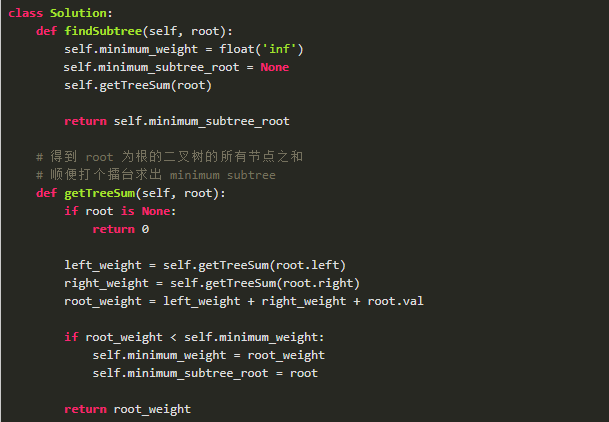 class Solution:
    def findSubtree(self, root):
        self.minimum_weight = float('inf')
        self.minimum_subtree_root = None
        self.getTreeSum(root)

        return self.minimum_subtree_root

    # 得到 root 为根的二叉树的所有节点之和
    # 顺便打个擂台求出 minimum subtree
    def getTreeSum(self, root):
        if root is None:
            return 0

        left_weight = self.getTreeSum(root.left)
        right_weight = self.getTreeSum(root.right)
        root_weight = left_weight + right_weight + root.val

        if root_weight < self.minimum_weight:
            self.minimum_weight = root_weight
            self.minimum_subtree_root = root

        return root_weight